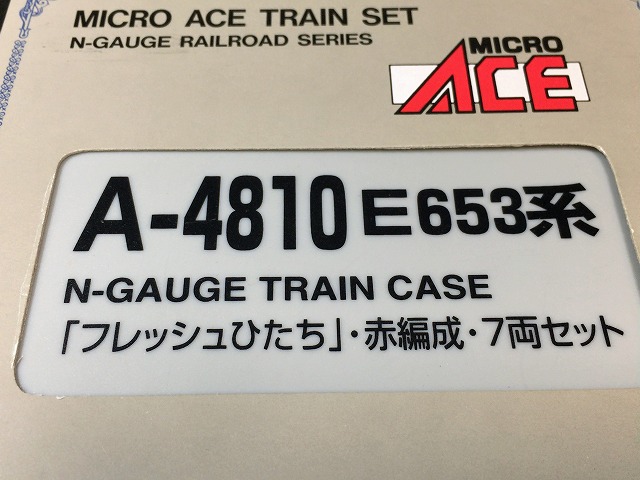 MICRO ACE TRAIN SET
N-GAUGE RAILROAD SERIES
MICRO
ACE
A-4810 E653系
N-GAUGE TRAIN CASE
「フレッシュひたち」・赤編成・7両セット